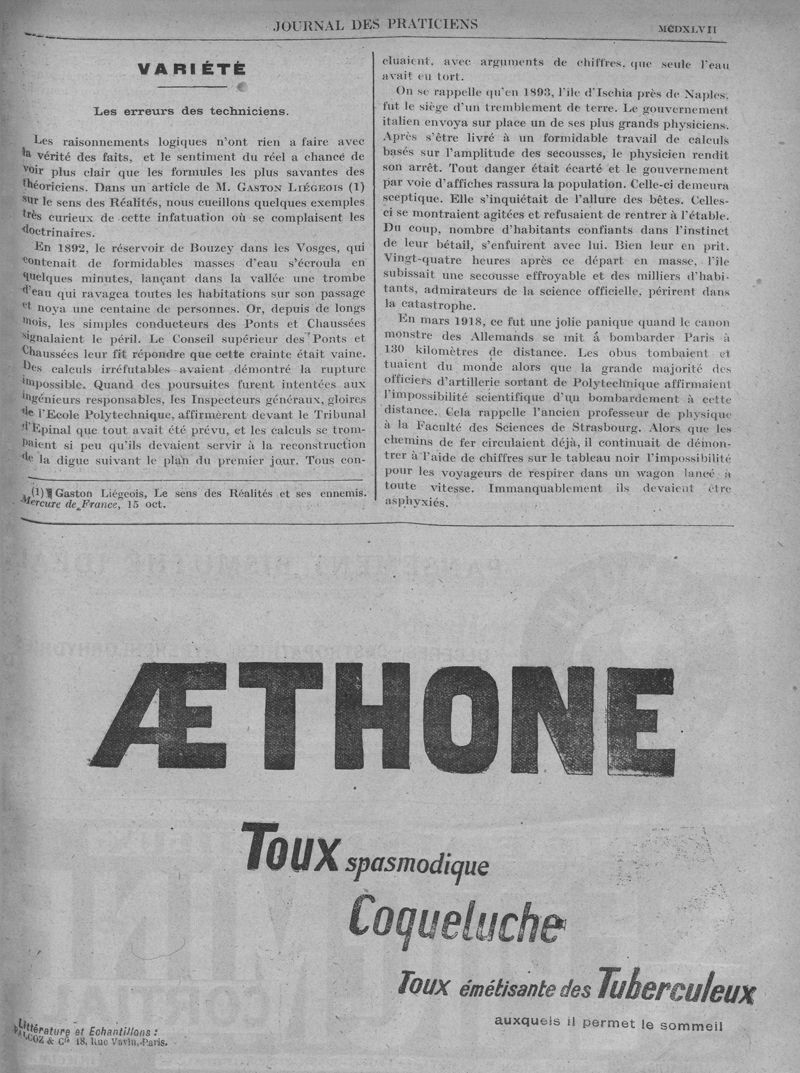 JOURNAL DES PRATICIENS
MCDXLVII
VARIÉTÉ
Les erreurs des techniciens.
Les raisonnements logiques n'ont rien a faire avec
la vérité des faits, et le sentiment du réel a chance de
voir plus clair que les formules les plus savantes des
théoriciens. Dans un article de M. GASTON LIÉGEOIS (1)
sur le sens des Réalités, nous cueillons quelques exemples
très curieux de cette infatuation où se complaisent les
doctrinaires.
En 1892, le réservoir de Bouzey dans les Vosges, qui
contenait de formidables masses d'eau s'écroula en
quelques minutes, lançant dans la vallée une trombe
d'eau qui ravagea toutes les habitations sur son passage
et noya une centaine de personnes. Or, depuis de longs
mois, les simples conducteurs des Ponts et Chaussées
signalaient le péril. Le Conseil supérieur des Ponts et
Chaussées leur fit répondre que cette crainte était vaine.
Des calculs irréfutables avaient démontré la rupture
impossible. Quand des poursuites furent intentées aux
ingénieurs responsables, les Inspecteurs généraux, gloires
de l'Ecole Polytechnique, affirmèrent devant le Tribunal
d'Epinal que tout avait été prévu, et les calculs se trom-
paient si peu qu'ils devaient servir à la reconstruction
de la digue suivant le plan du premier jour. Tous con-
(1) Gaston Liégeois, Le sens des Réalités et ses ennemis.
Mercure de France, 15 oct.
cluaient, avec arguments de chiffres, que seule l'eau
avait eu tort.
On se rappelle qu'en 1893, l'île d'Ischia près de Naples,
fut le siège d'un tremblement de terre. Le gouvernement
italien envoya sur place un de ses plus grands physiciens.
Après s'être livré à un formidable travail de calculs
basés sur l'amplitude des secousses, le physicien rendit
son arrêt. Tout danger était écarté et le gouvernement
par voie d'affiches rassura la population. Celle-ci demeura
sceptique. Elle s'inquiétait de l'allure des bêtes. Celles-
ci se montraient agitées et refusaient de rentrer à l'étable.
Du coup, nombre d'habitants confiants dans l'instinct
de leur bétail, s'enfuirent avec lui. Bien leur en prit.
Vingt-quatre heures après ce départ en masse, l'île
subissait une secousse effroyable et des milliers d'habi-
tants, admirateurs de la science officielle, périrent dans
la catastrophe.
En mars 1918, ce fut une jolie panique quand le canon
monstre des Allemands se mit á bombarder Paris à
130 kilomètres de distance. Les obus tombaient et
tuaient du monde alors que la grande majorité des
officiers d'artillerie sortant de Polytechnique affirmaient
l'impossibilité scientifique d'un bombardement à cette
distance. Cela rappelle l'ancien professeur de physique
à la Faculté des Sciences de Strasbourg. Alors que les
chemins de fer circulaient déjà, il continuait de démon-
trer à l'aide de chiffres sur le tableau noir l'impossibilité
pour les voyageurs de respirer dans un wagon lancé à
toute vitesse. Immanquablement ils devaient être
asphyxiés.
ÆTHONE
Toux spasmodique
Coqueluche
Toux émétisante des Tuberculeux
auxquels il permet le sommeil
Littérature et Echantillons :
& Cie 18, Rue Vavin, Paris.